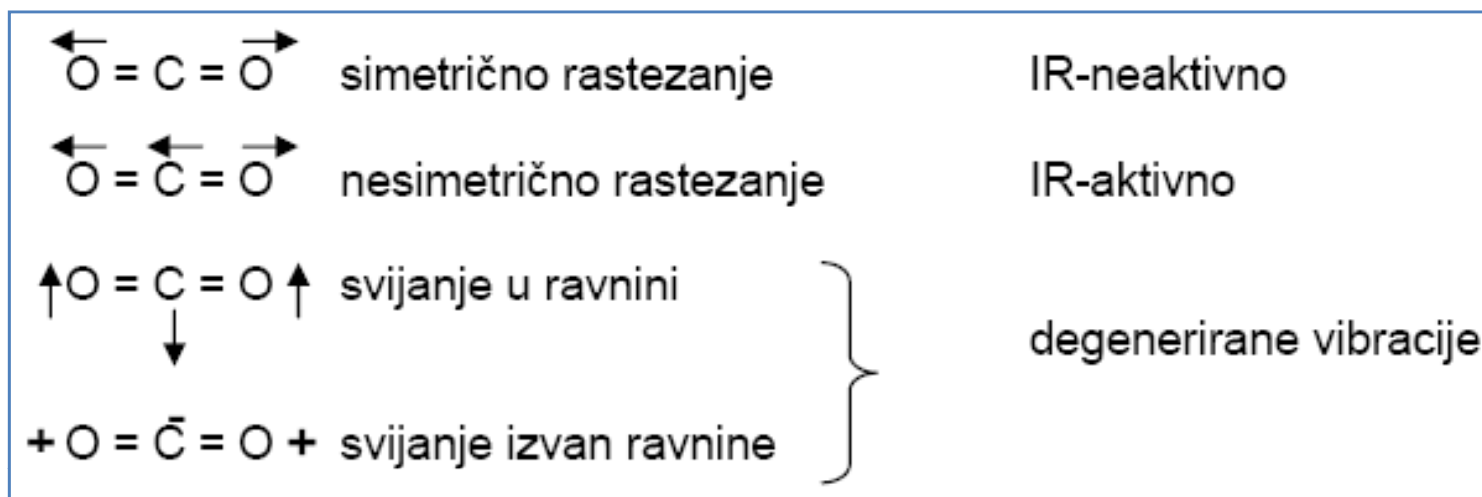 O = C = O simetrično rastezanje IR-neaktivno
O = C = O nesimetrično rastezanje IR-aktivno
O = C = O svijanje u ravnini
degenerirane vibracije
+ O = C̄ = O + svijanje izvan ravnine